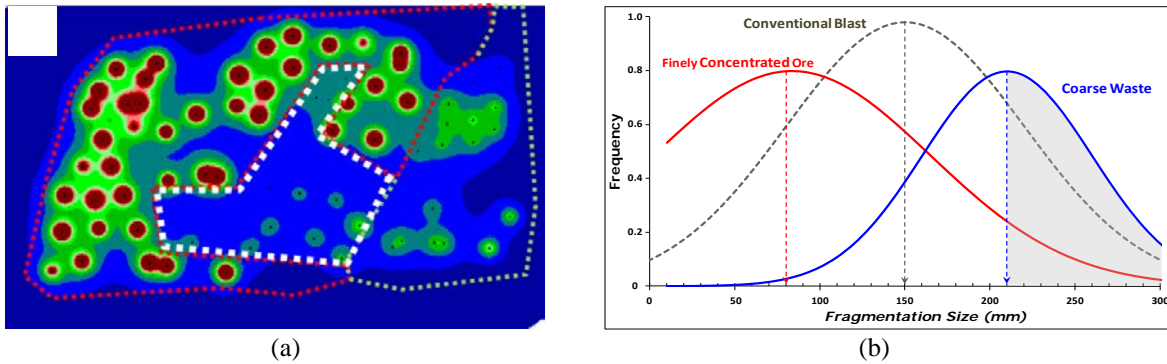 1.0
0.8
0.6
0.4
0.2
0
Frequency
Conventional Blast
Finely Concentrated Ore
Coarse Waste
0 50 100 150 200 250 300
Fragmentation Size (mm)
(a) (b)